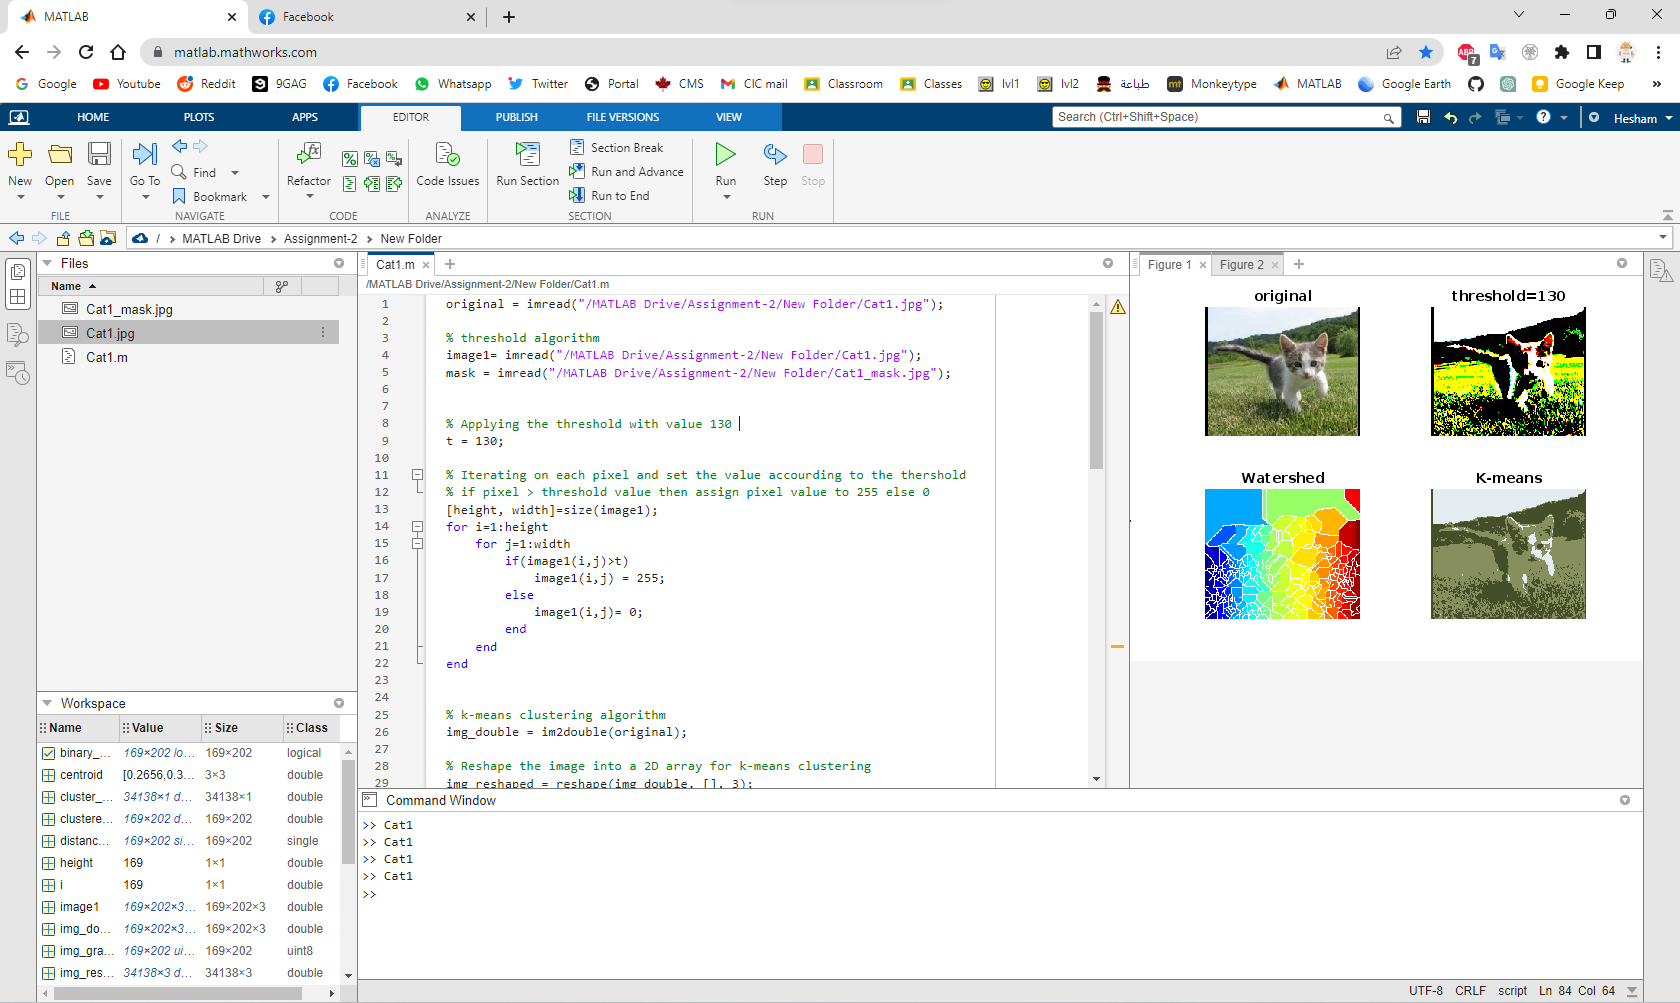 MATLAB
Facebook
matlab.mathworks.com
ABP
7
Google
Youtube
Reddit
9GAG
Facebook
Whatsapp
Twitter
Portal
CMS
CIC mail
Classroom
Classes
lvl1
lvl2
طباعة
mt
Monkeytype
MATLAB
Google Earth
Google Keep
»
HOME
PLOTS
APPS
EDITOR
PUBLISH
FILE VERSIONS
VIEW
Search (Ctrl+Shift+Space)
Hesham
New
Open
Save
FILE
Go To
Find
Bookmark
NAVIGATE
Refactor
CODE
Code Issues
ANALYZE
Run Section
Section Break
Run and Advance
Run to End
SECTION
Run
Step
Stop
RUN
/ > MATLAB Drive > Assignment-2 > New Folder
Files
Name
Cat1_mask.jpg
Cat1.jpg
Cat1.m
Workspace
Name Value Size Class
binary_... 169×202 lo... 169×202 logical
centroid [0.2656,0.3... 3×3 double
cluster_... 34138×1 d... 34138×1 double
clustere... 169×202 d... 169×202 double
distanc... 169×202 si... 169×202 single
height 169 1×1 double
i 169 1×1 double
image1 169×202×3... 169×202×3 double
img_do... 169×202×3... 169×202×3 double
img_gra... 169×202 ui... 169×202 uint8
img_res... 34138×3 d... 34138×3 double
Cat1.m
/MATLAB Drive/Assignment-2/New Folder/Cat1.m
1 original = imread("/MATLAB Drive/Assignment-2/New Folder/Cat1.jpg");
2
3 % threshold algorithm
4 image1= imread("/MATLAB Drive/Assignment-2/New Folder/Cat1.jpg");
5 mask = imread("/MATLAB Drive/Assignment-2/New Folder/Cat1_mask.jpg");
6
7
8 % Applying the threshold with value 130
9 t = 130;
10
11 % Iterating on each pixel and set the value accourding to the thershold
12 % if pixel > threshold value then assign pixel value to 255 else 0
13 [height, width]=size(image1);
14 for i=1:height
15 for j=1:width
16 if(image1(i,j)>t)
17 image1(i,j) = 255;
18 else
19 image1(i,j)= 0;
20 end
21 end
22 end
23
24
25 % k-means clustering algorithm
26 img_double = im2double(original);
27
28 % Reshape the image into a 2D array for k-means clustering
29 img_reshaped = reshape(img_double, [], 3);
Figure 1
Figure 2
original
threshold=130
Watershed
K-means
Command Window
>> Cat1
>> Cat1
>> Cat1
>> Cat1
>>
UTF-8 CRLF script Ln 84 Col 64